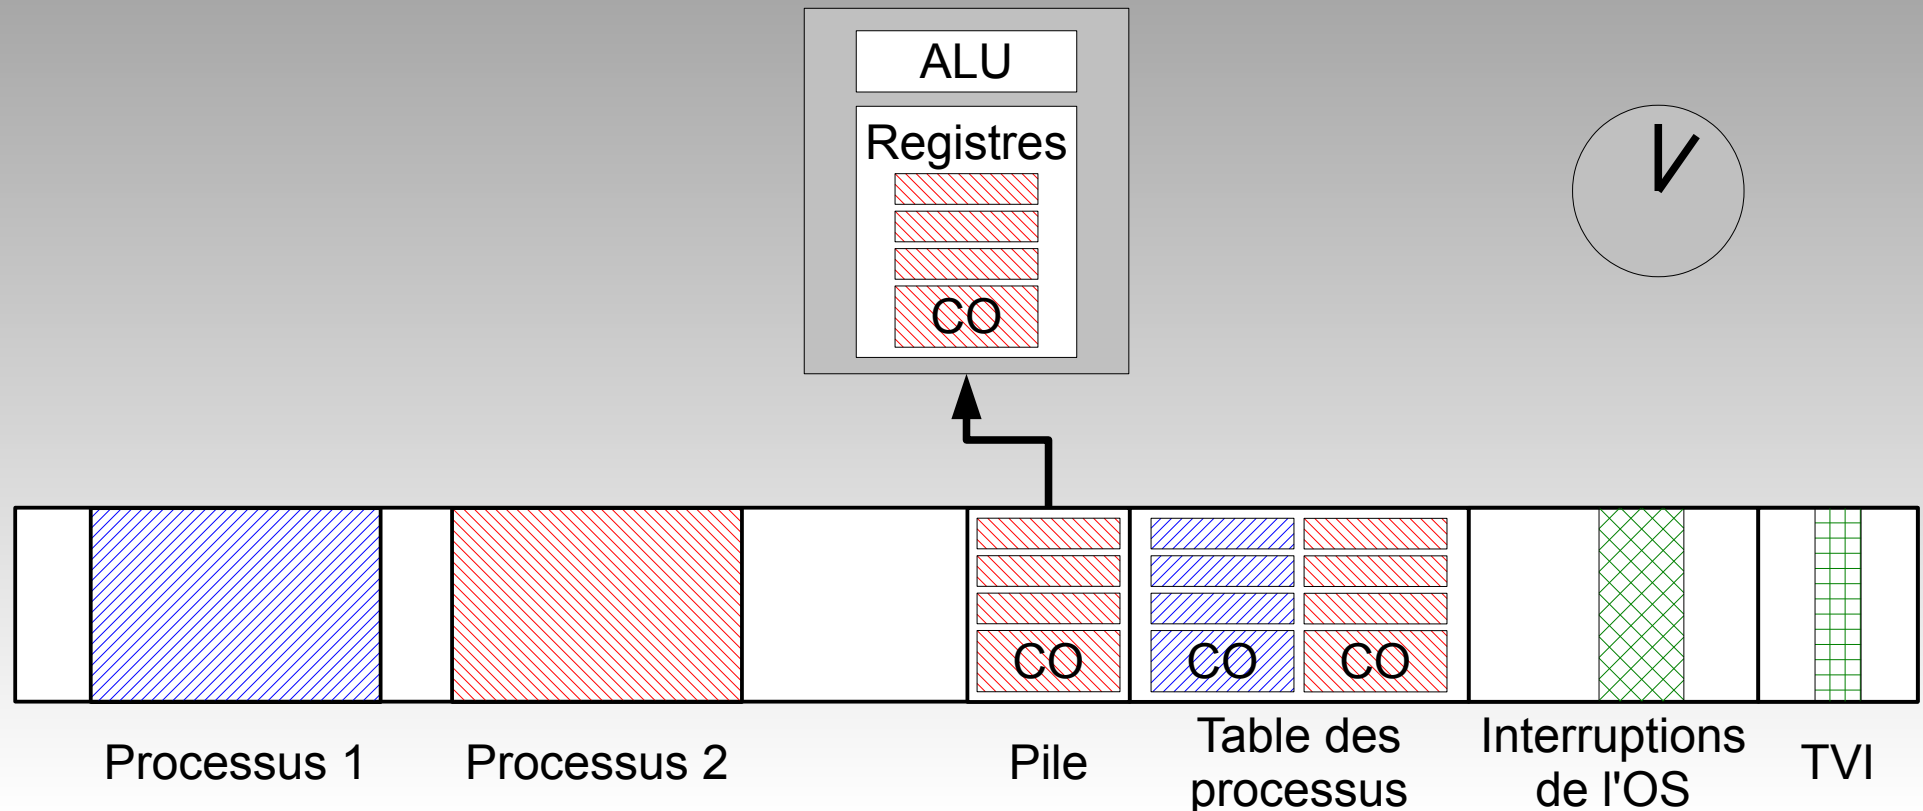 ALU
Registres
CO
CO
CO
CO
Processus 1
Processus 2
Pile
Table des
processus
Interruptions
de l'OS
TVI